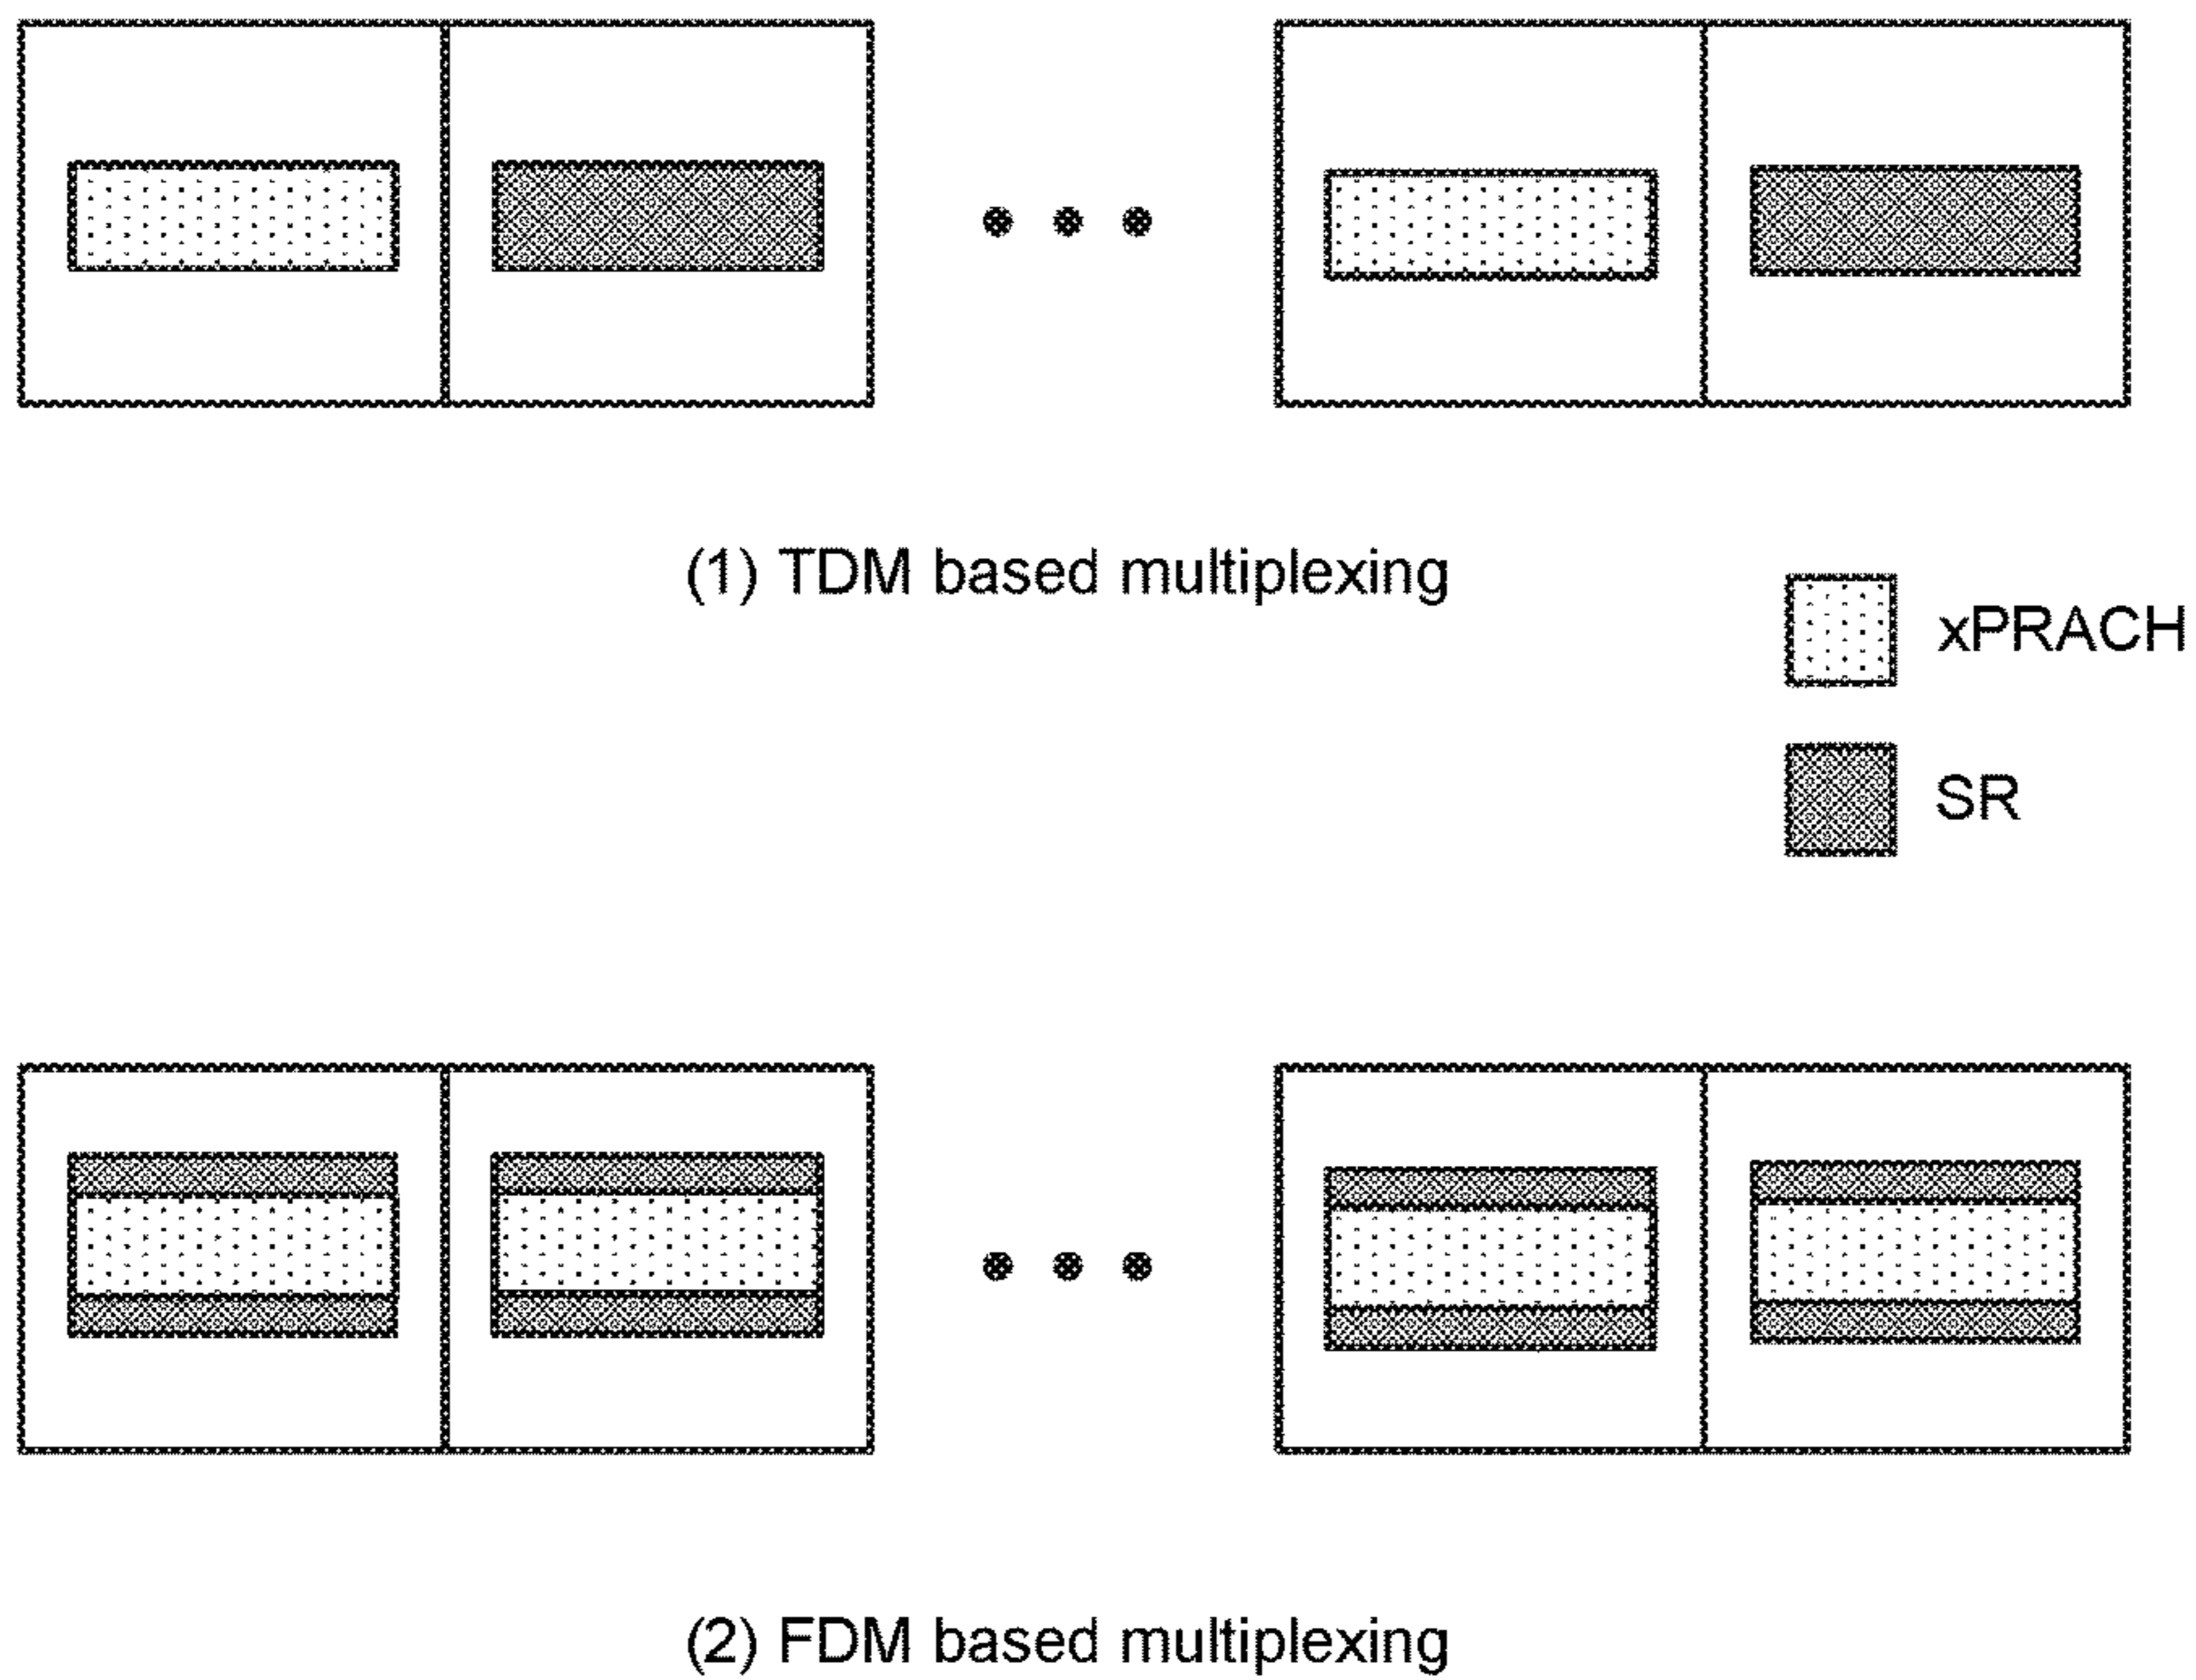 (1) TDM based multiplexing
xPRACH
SR
(2) FDM based multiplexing